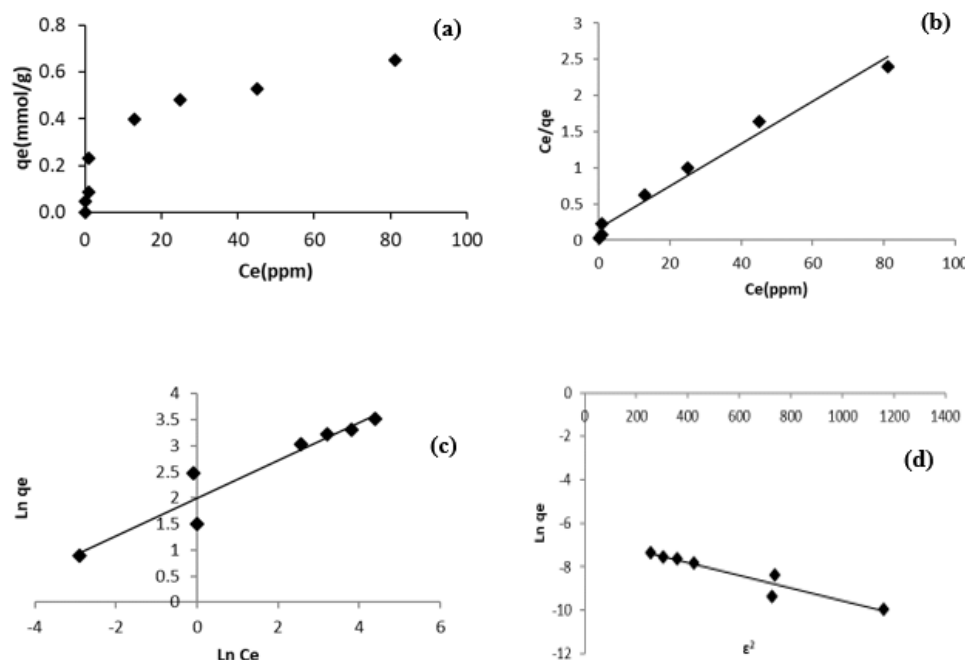 (a)
qe(mmol/g)
0.8
0.6
0.4
0.2
0.0
0 20 40 60 80 100
Ce(ppm)
(b)
Ce/qe
3
2.5
2
1.5
1
0.5
0
0 20 40 60 80 100
Ce(ppm)
(c)
Ln qe
4
3.5
3
2.5
2
1.5
1
0.5
0
-4 -2 0 2 4 6
Ln Ce
(d)
Ln qe
0
0 200 400 600 800 1000 1200 1400
-2
-4
-6
-8
-10
-12
ε²